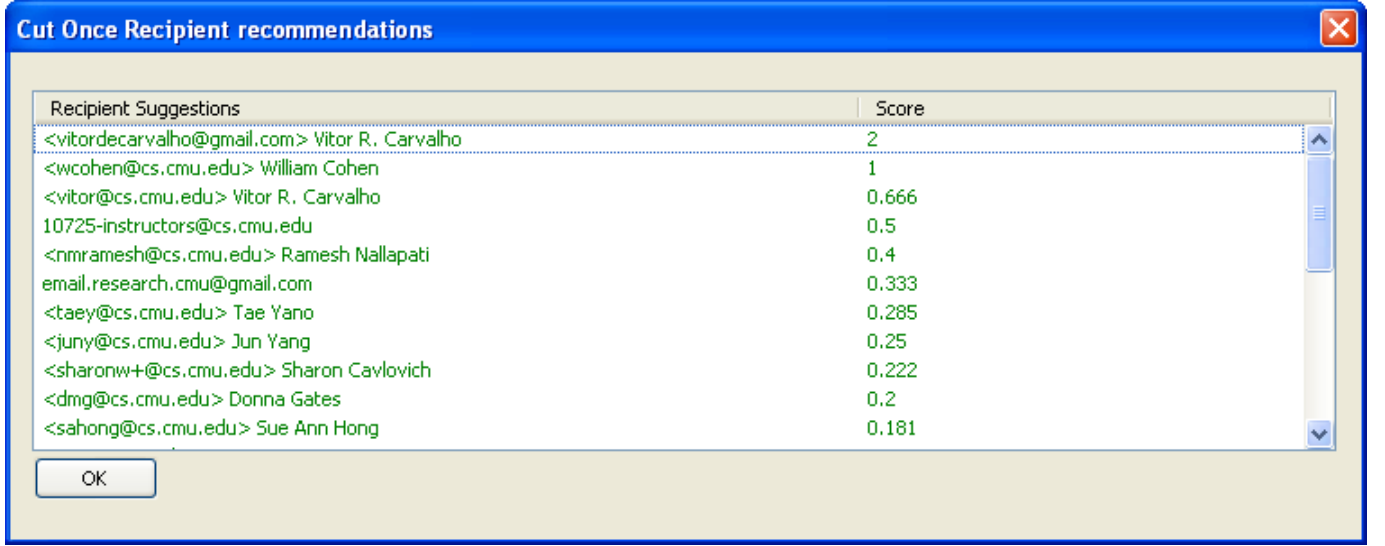 Cut Once Recipient recommendations
Recipient Suggestions Score
<vitordecarvalho@gmail.com> Vitor R. Carvalho 2
<wcohen@cs.cmu.edu> William Cohen 1
<vitor@cs.cmu.edu> Vitor R. Carvalho 0.666
10725-instructors@cs.cmu.edu 0.5
<nmramesh@cs.cmu.edu> Ramesh Nallapati 0.4
email.research.cmu@gmail.com 0.333
<taey@cs.cmu.edu> Tae Yano 0.285
<juny@cs.cmu.edu> Jun Yang 0.25
<sharonw+@cs.cmu.edu> Sharon Cavlovich 0.222
<dmg@cs.cmu.edu> Donna Gates 0.2
<sahong@cs.cmu.edu> Sue Ann Hong 0.181
OK